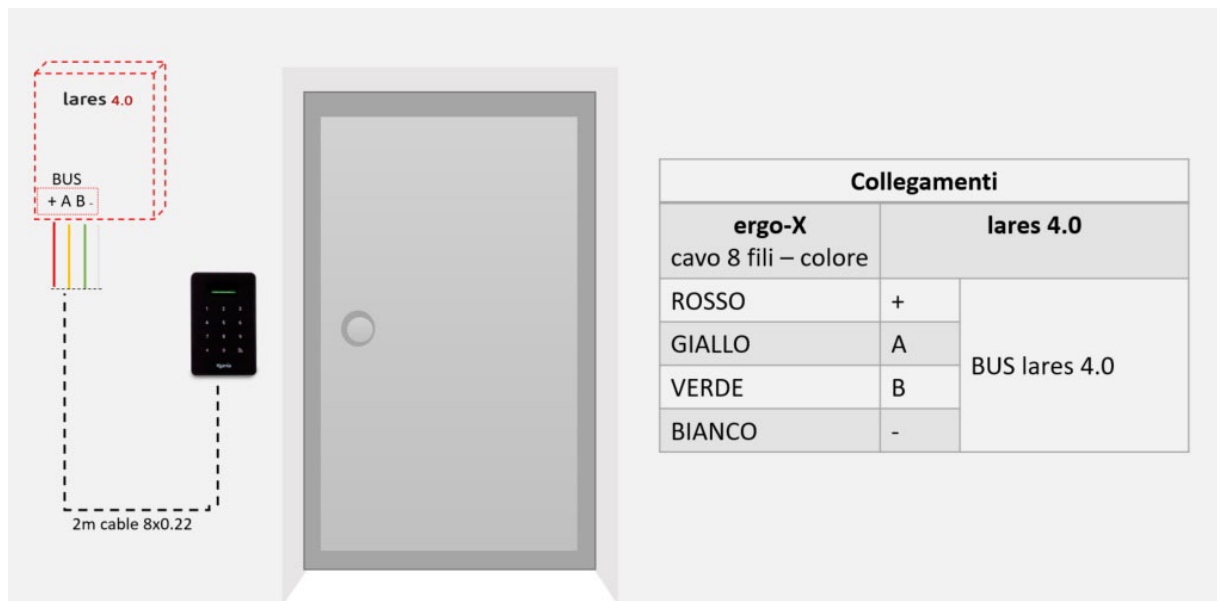 lares 4.0
BUS
+ A B -
2m cable 8x0.22
Collegamenti
ergo-X
cavo 8 fili – colore
lares 4.0
ROSSO
+
GIALLO
A
VERDE
B
BIANCO
-
BUS lares 4.0